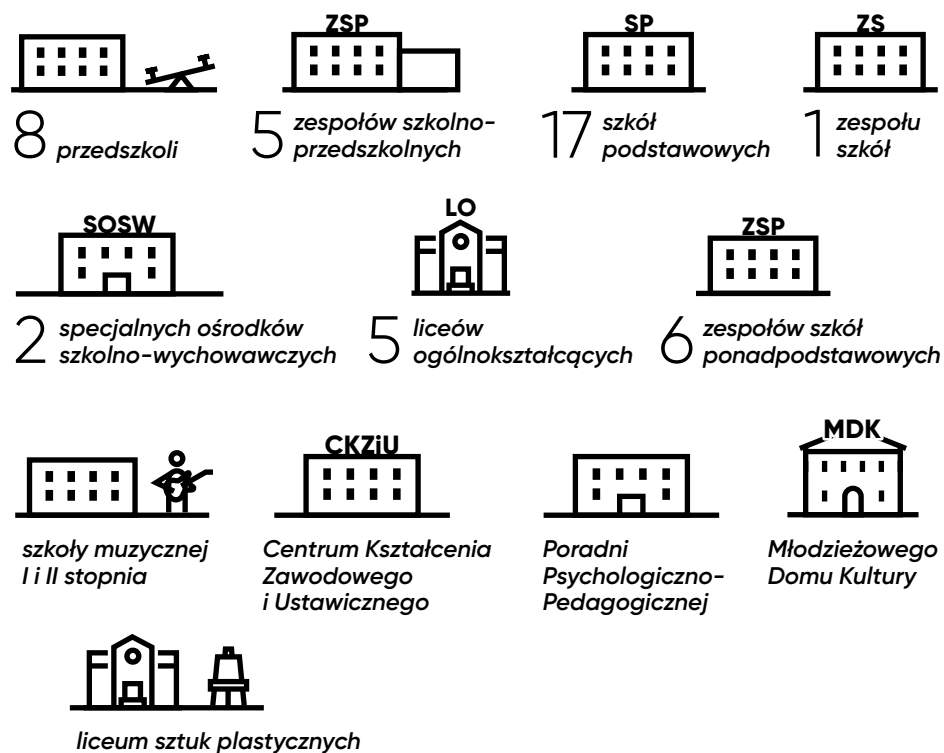 ZSP
SP
ZS
8 przedszkoli
5 zespołów szkolno-
przedszkolnych
17 szkół
podstawowych
1 zespołu
szkół
SOSW
LO
ZSP
2 specjalnych ośrodków
szkolno-wychowawczych
5 liceów
ogólnokształcących
6 zespołów szkół
ponadpodstawowych
CKZiU
MDK
szkoły muzycznej
I i II stopnia
Centrum Kształcenia
Zawodowego
i Ustawicznego
Poradni
Psychologiczno-
Pedagogicznej
Młodzieżowego
Domu Kultury
liceum sztuk plastycznych